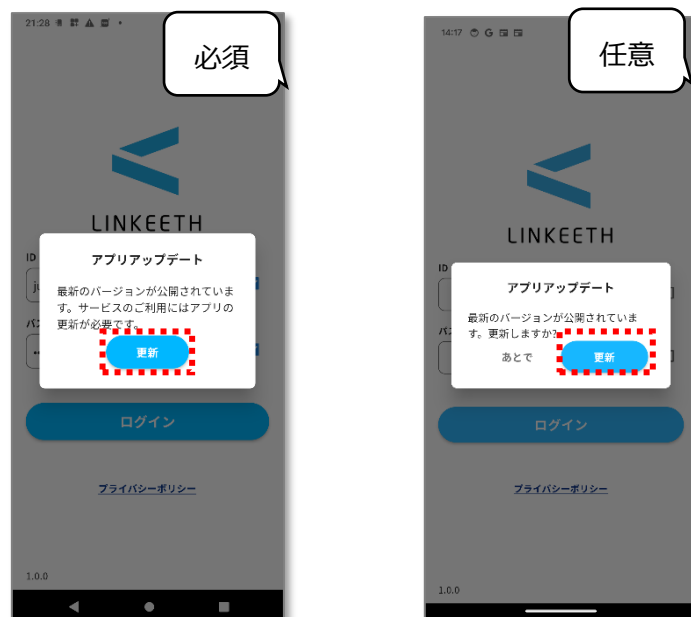 21:28
必須
LINKEETH
ID
アプリアップデート
最新のバージョンが公開されていま
す。サービスのご利用にはアプリの
更新が必要です。
更新
ログイン
プライバシーポリシー
1.0.0
14:17 G
任意
LINKEETH
ID
アプリアップデート
最新のバージョンが公開されていま
す。更新しますか?
あとで
更新
ログイン
プライバシーポリシー
1.0.0